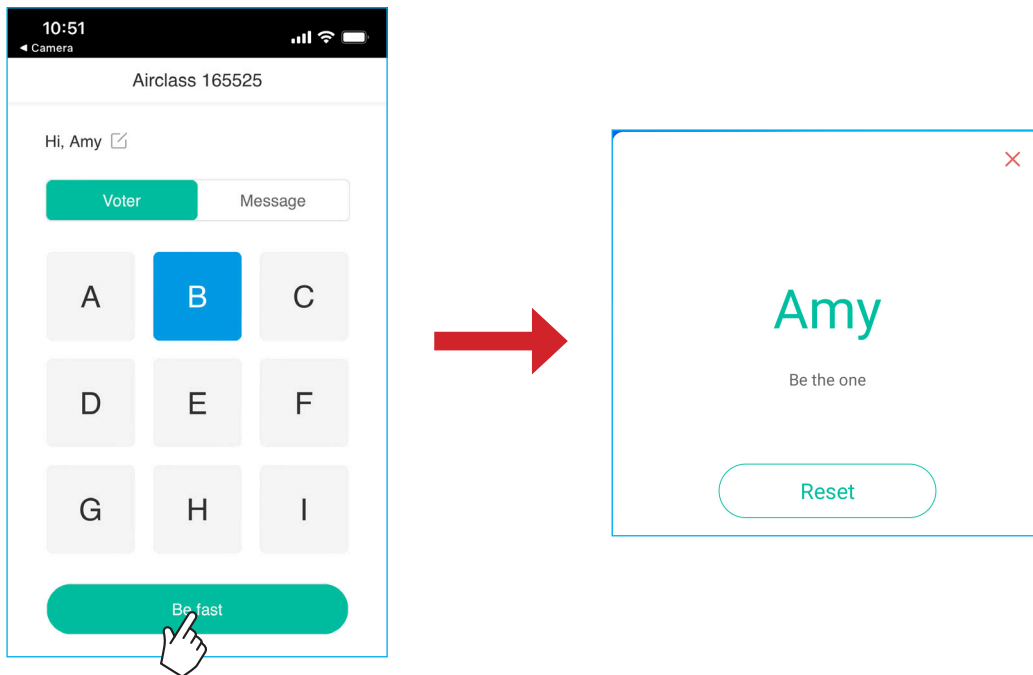 10:51
◄ Camera
Airclass 165525
Hi, Amy
Voter
Message
A
B
C
D
E
F
G
H
I
Be fast
Amy
Be the one
Reset